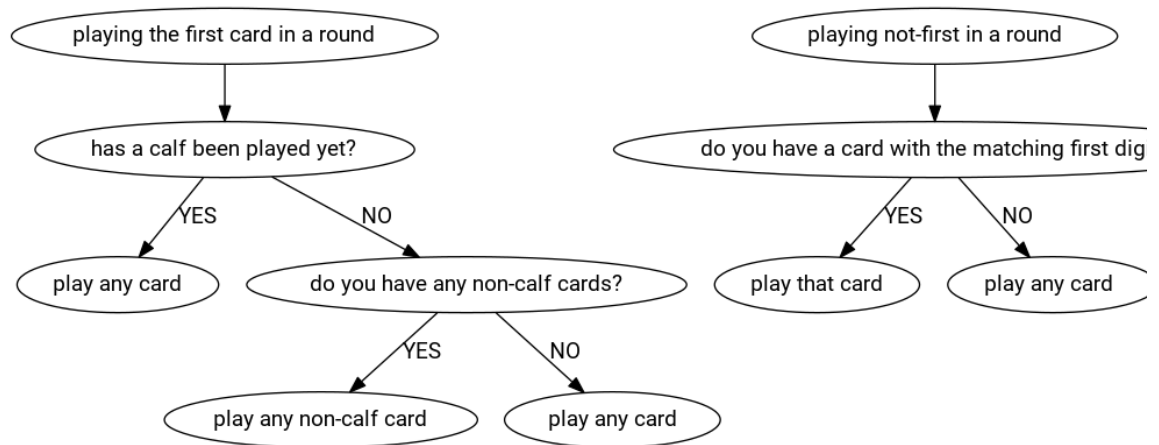 playing the first card in a round
playing not-first in a round
has a calf been played yet?
do you have a card with the matching first dig
YES
NO
YES
NO
play any card
do you have any non-calf cards?
play that card
play any card
YES
NO
play any non-calf card
play any card